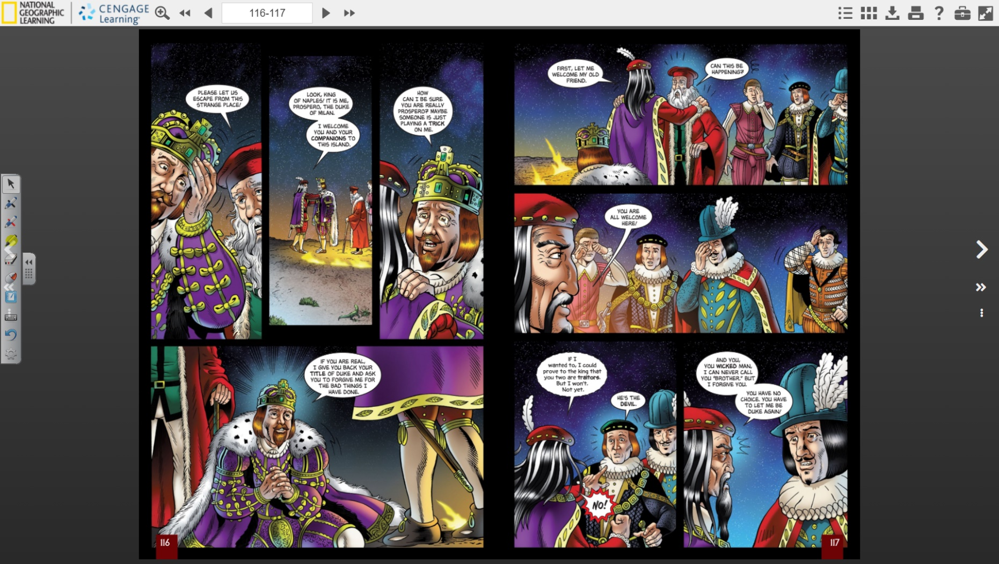 NATIONAL
GEOGRAPHIC
LEARNING
CENGAGE
Learning
116-117
PLEASE LET US
ESCAPE FROM THIS
STRANGE PLACE!
LOOK, KING
OF NAPLES! IT IS ME,
PROSPERO, THE DUKE
OF MILAN.
I WELCOME
YOU AND YOUR
COMPANIONS TO
THIS ISLAND.
HOW
CAN I BE SURE
YOU ARE REALLY
PROSPERO? MAYBE
SOMEONE IS JUST
PLAYING A TRICK
ON ME.
IF YOU ARE REAL,
I GIVE YOU BACK YOUR
TITLE OF DUKE AND ASK
YOU TO FORGIVE ME FOR
THE BAD THINGS I
HAVE DONE.
116
FIRST, LET ME
WELCOME MY OLD
FRIEND.
CAN THIS BE
HAPPENING?
YOU ARE
ALL WELCOME
HERE!
IF I
wanted to, I could
prove to the king that
you two are traitors.
But I won't.
Not yet.
HE'S THE
DEVIL.
NO!
AND YOU,
YOU WICKED MAN,
I CAN NEVER CALL
YOU "BROTHER." BUT
I FORGIVE YOU.
YOU HAVE NO
CHOICE. YOU HAVE
TO LET ME BE
DUKE AGAIN!
117